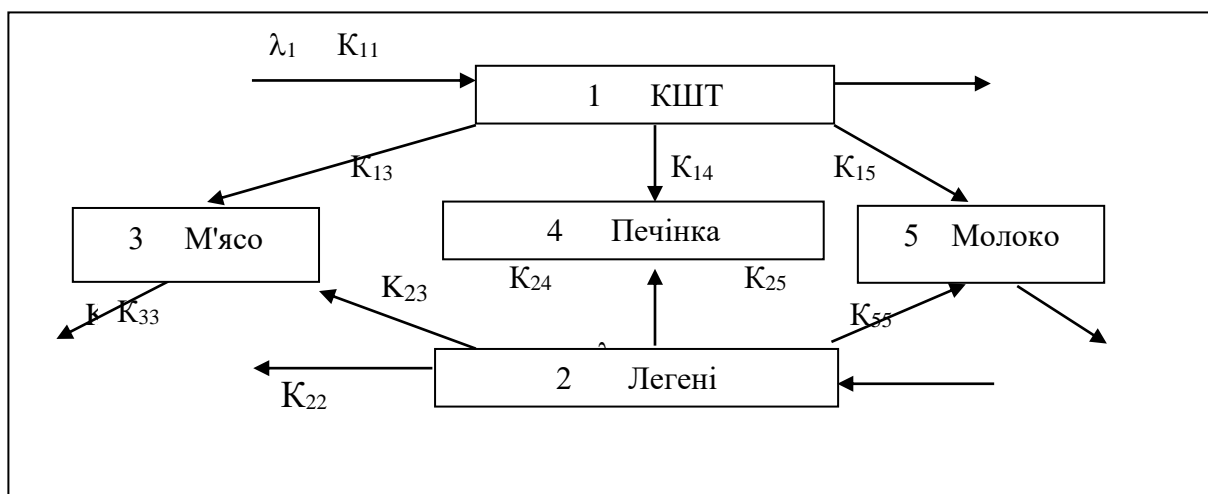 λ₁ К₁₁
1 КШТ
К₁₃ К₁₄ К₁₅
3 М'ясо
4 Печінка
5 Молоко
К₂₄ К₂₅
К₂₃
К₃₃
К₅₅
2 Легені
К₂₂